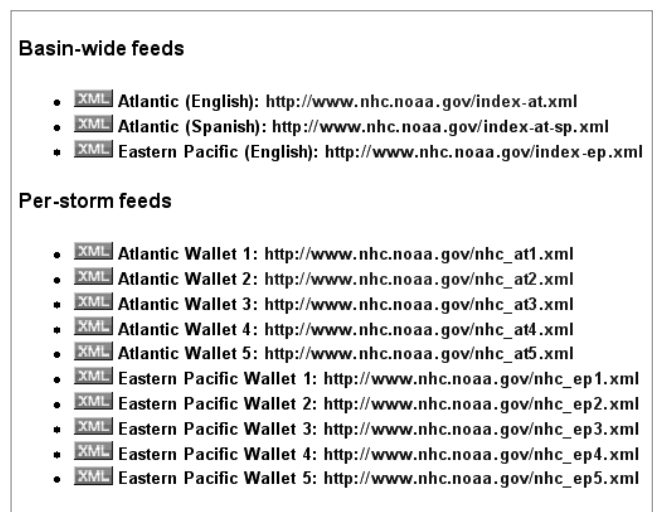 Basin-wide feeds
XML Atlantic (English): http://www.nhc.noaa.gov/index-at.xml
XML Atlantic (Spanish): http://www.nhc.noaa.gov/index-at-sp.xml
XML Eastern Pacific (English): http://www.nhc.noaa.gov/index-ep.xml
Per-storm feeds
XML Atlantic Wallet 1: http://www.nhc.noaa.gov/nhc_at1.xml
XML Atlantic Wallet 2: http://www.nhc.noaa.gov/nhc_at2.xml
XML Atlantic Wallet 3: http://www.nhc.noaa.gov/nhc_at3.xml
XML Atlantic Wallet 4: http://www.nhc.noaa.gov/nhc_at4.xml
XML Atlantic Wallet 5: http://www.nhc.noaa.gov/nhc_at5.xml
XML Eastern Pacific Wallet 1: http://www.nhc.noaa.gov/nhc_ep1.xml
XML Eastern Pacific Wallet 2: http://www.nhc.noaa.gov/nhc_ep2.xml
XML Eastern Pacific Wallet 3: http://www.nhc.noaa.gov/nhc_ep3.xml
XML Eastern Pacific Wallet 4: http://www.nhc.noaa.gov/nhc_ep4.xml
XML Eastern Pacific Wallet 5: http://www.nhc.noaa.gov/nhc_ep5.xml